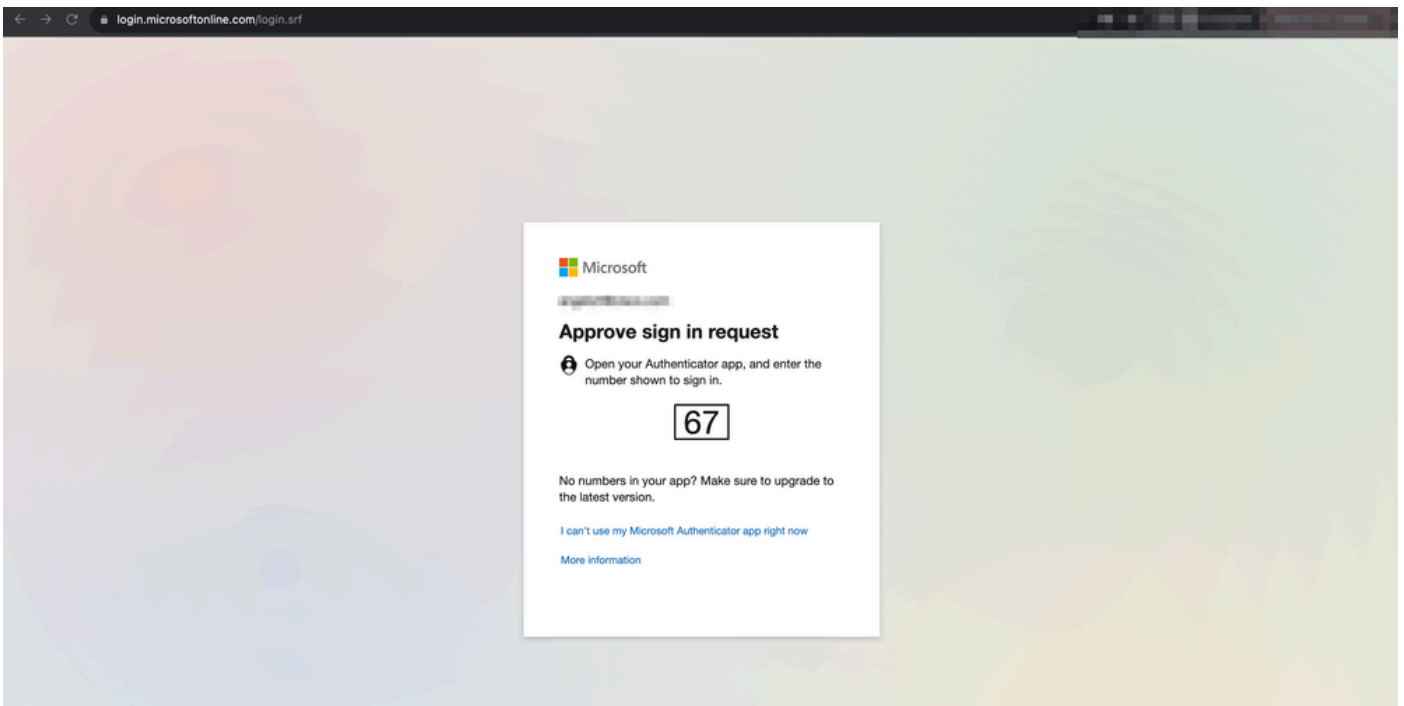 login.microsoftonline.com/login.srf
Microsoft
Approve sign in request
Open your Authenticator app, and enter the
number shown to sign in.
67
No numbers in your app? Make sure to upgrade to
the latest version.
I can't use my Microsoft Authenticator app right now
More information